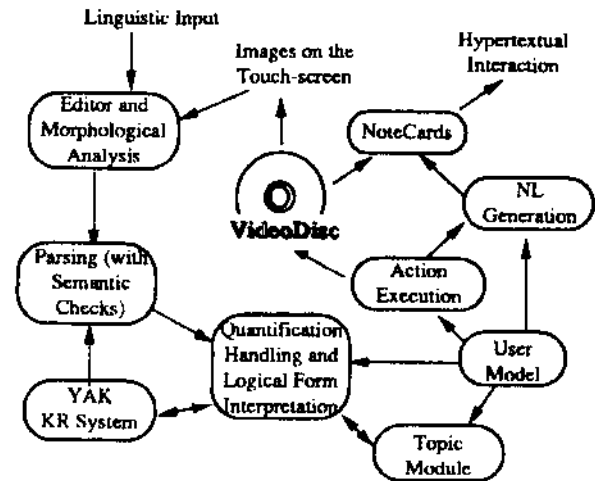 Linguistic Input
Images on the
Touch-screen
Hypertextual
Interaction
Editor and
Morphological
Analysis
NoteCards
NL
Generation
VideoDisc
Parsing (with
Semantic
Checks)
Action
Execution
Quantification
Handling and
Logical Form
Interpretation
User
Model
YAK
KR System
Topic
Module